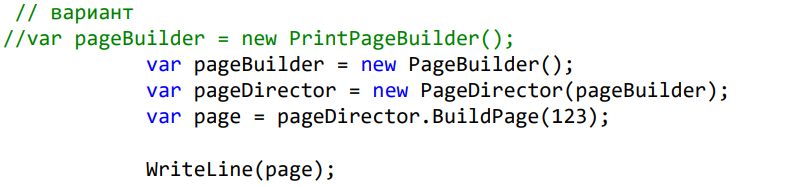 // вариант
//var pageBuilder = new PrintPageBuilder();
var pageBuilder = new PageBuilder();
var pageDirector = new PageDirector(pageBuilder);
var page = pageDirector.BuildPage(123);
WriteLine(page);